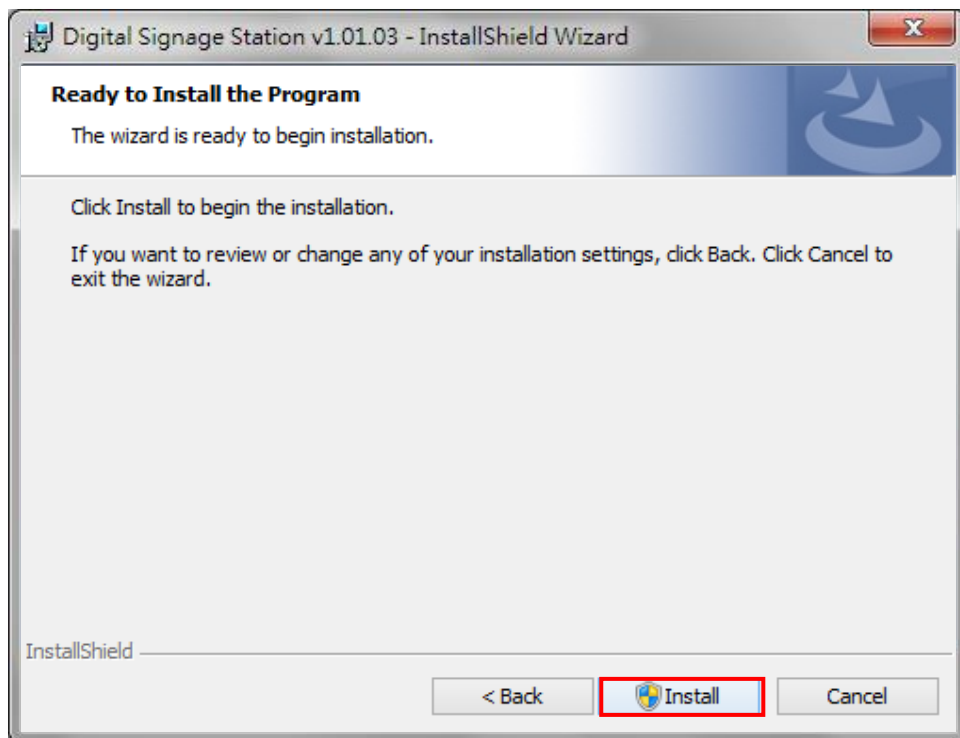 Digital Signage Station v1.01.03 - InstallShield Wizard
Ready to Install the Program
The wizard is ready to begin installation.
Click Install to begin the installation.
If you want to review or change any of your installation settings, click Back. Click Cancel to
exit the wizard.
InstallShield
< Back Install Cancel